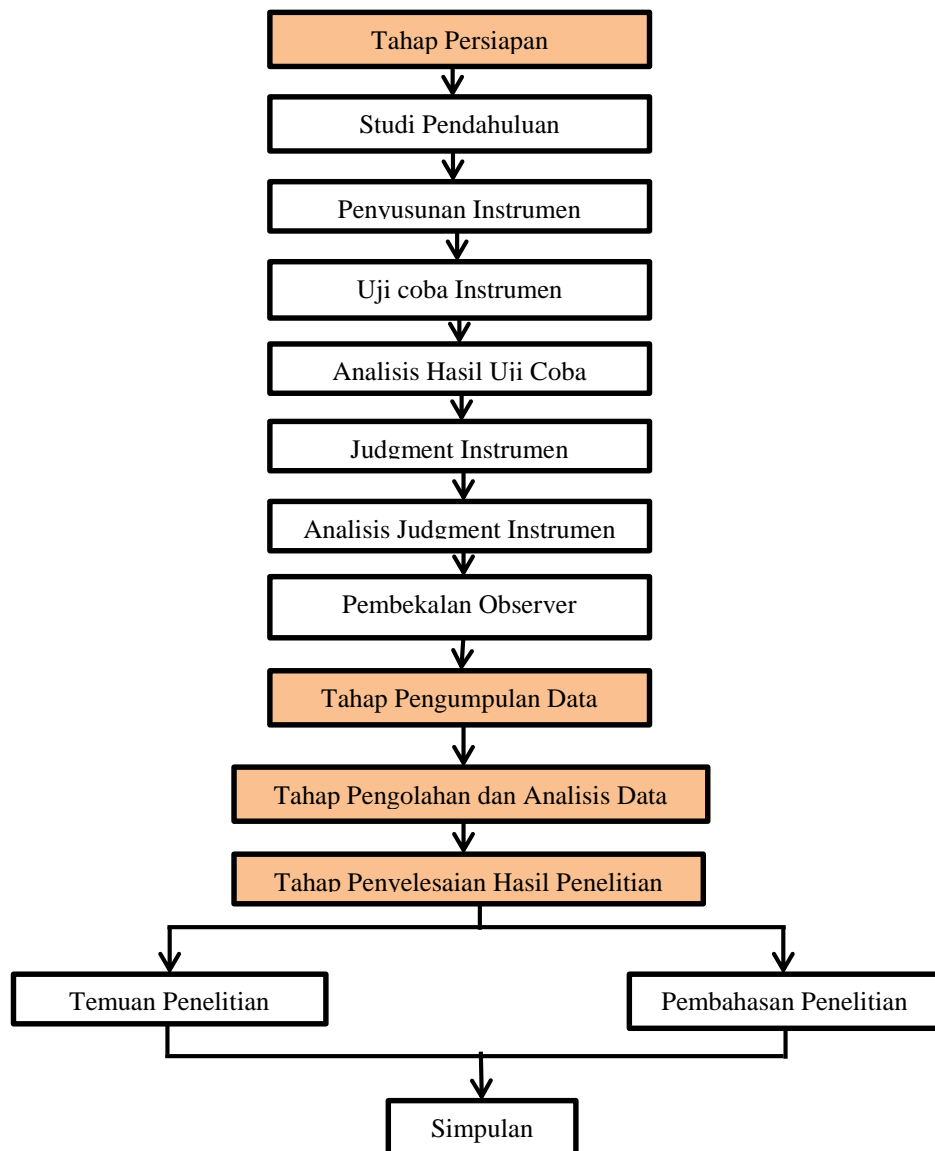 Tahap Persiapan
Studi Pendahuluan
Penyusunan Instrumen
Uji coba Instrumen
Analisis Hasil Uji Coba
Judgment Instrumen
Analisis Judgment Instrumen
Pembekalan Observer
Tahap Pengumpulan Data
Tahap Pengolahan dan Analisis Data
Tahap Penyelesaian Hasil Penelitian
Temuan Penelitian
Pembahasan Penelitian
Simpulan